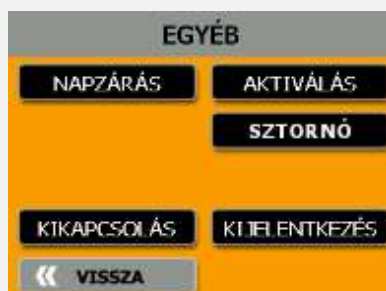 EGYÉB
NAPZÁRÁS AKTIVÁLÁS
SZTORNÓ
KIKAPCSOLÁS KIJELENTKEZÉS
VISSZA